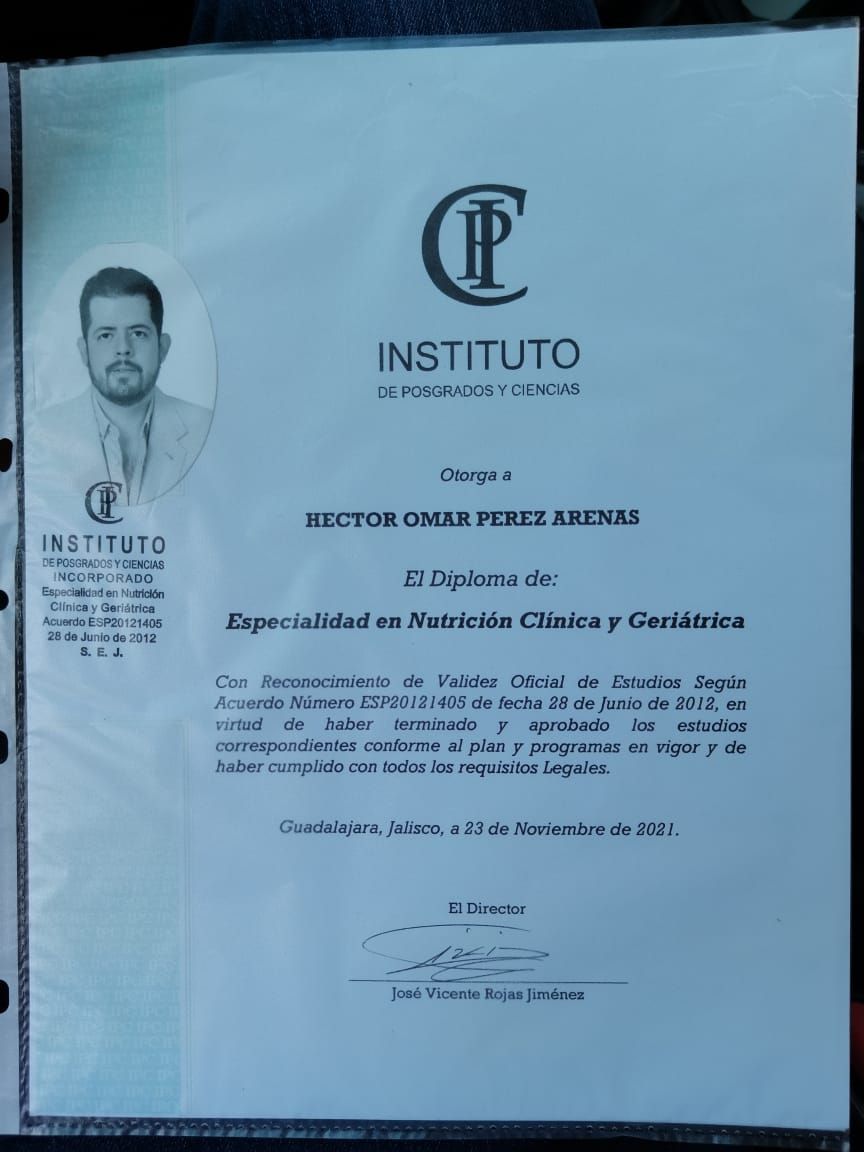 CIP
INSTITUTO
DE POSGRADOS Y CIENCIAS
Otorga a
HECTOR OMAR PEREZ ARENAS
El Diploma de:
Especialidad en Nutrición Clínica y Geriátrica
Con Reconocimiento de Validez Oficial de Estudios Según
Acuerdo Número ESP20121405 de fecha 28 de Junio de 2012, en
virtud de haber terminado y aprobado los estudios
correspondientes conforme al plan y programas en vigor y de
haber cumplido con todos los requisitos Legales.
Guadalajara, Jalisco, a 23 de Noviembre de 2021.
El Director
José Vicente Rojas Jiménez
CIP
INSTITUTO
DE POSGRADOS Y CIENCIAS
INCORPORADO
Especialidad en Nutrición
Clínica y Geriátrica
Acuerdo ESP20121405
28 de Junio de 2012
S. E. J.